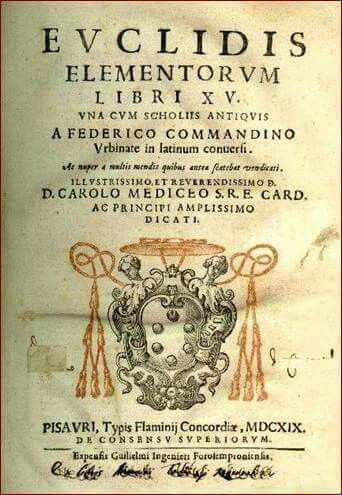 EVCLIDIS
ELEMENTORVM
LIBRI XV.
VNA CVM SCHOLIIS ANTIQVIS
A FEDERICO COMMANDINO
Vrbinate in latinum conuersi.
Ac nuper a multis mendis quibus antea scatebat vendicati.
ILLVSTRISSIMO, ET REVERENDISSIMO D.
D. CAROLO MEDICEO S. R. E. CARD.
AC PRINCIPI AMPLISSIMO
DICATI.
PISAVRI, Typis Flaminij Concordiæ, MDCXIX.
DE CONSENSV SVPERIORVM.
Expensis Guilielmi Ingenieri Forosemproniensis.